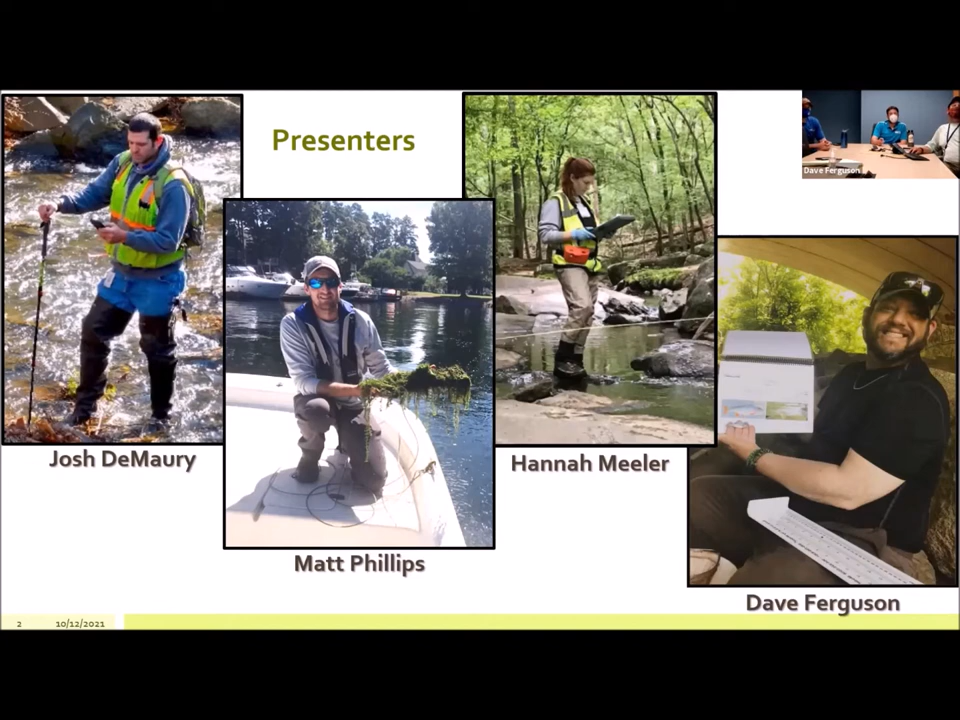 Presenters
Dave Ferguson
Josh DeMaury
Hannah Meeler
Matt Phillips
Dave Ferguson
2 10/12/2021